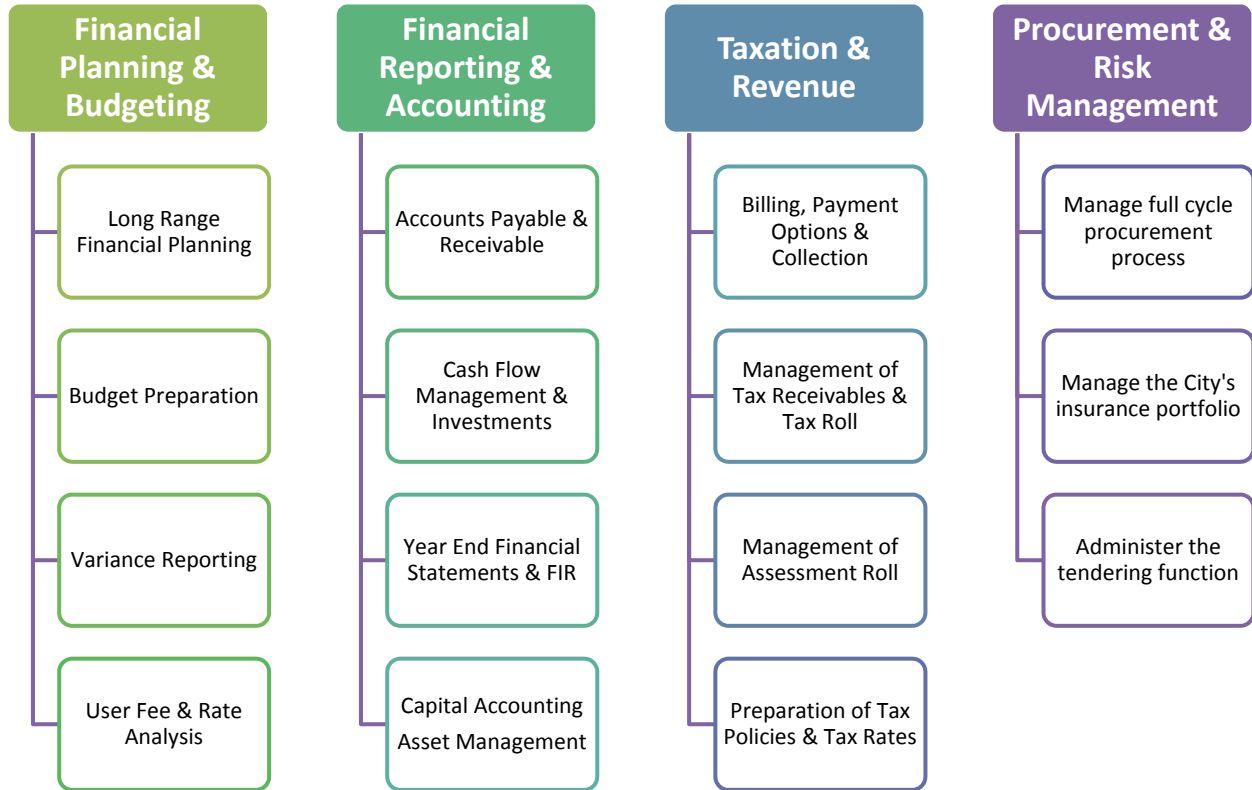 Financial
Planning &
Budgeting
Long Range
Financial Planning
Budget Preparation
Variance Reporting
User Fee & Rate
Analysis
Financial
Reporting &
Accounting
Accounts Payable &
Receivable
Cash Flow
Management &
Investments
Year End Financial
Statements & FIR
Capital Accounting
Asset Management
Taxation &
Revenue
Billing, Payment
Options &
Collection
Management of
Tax Receivables &
Tax Roll
Management of
Assessment Roll
Preparation of Tax
Policies & Tax Rates
Procurement &
Risk
Management
Manage full cycle
procurement
process
Manage the City's
insurance portfolio
Administer the
tendering function